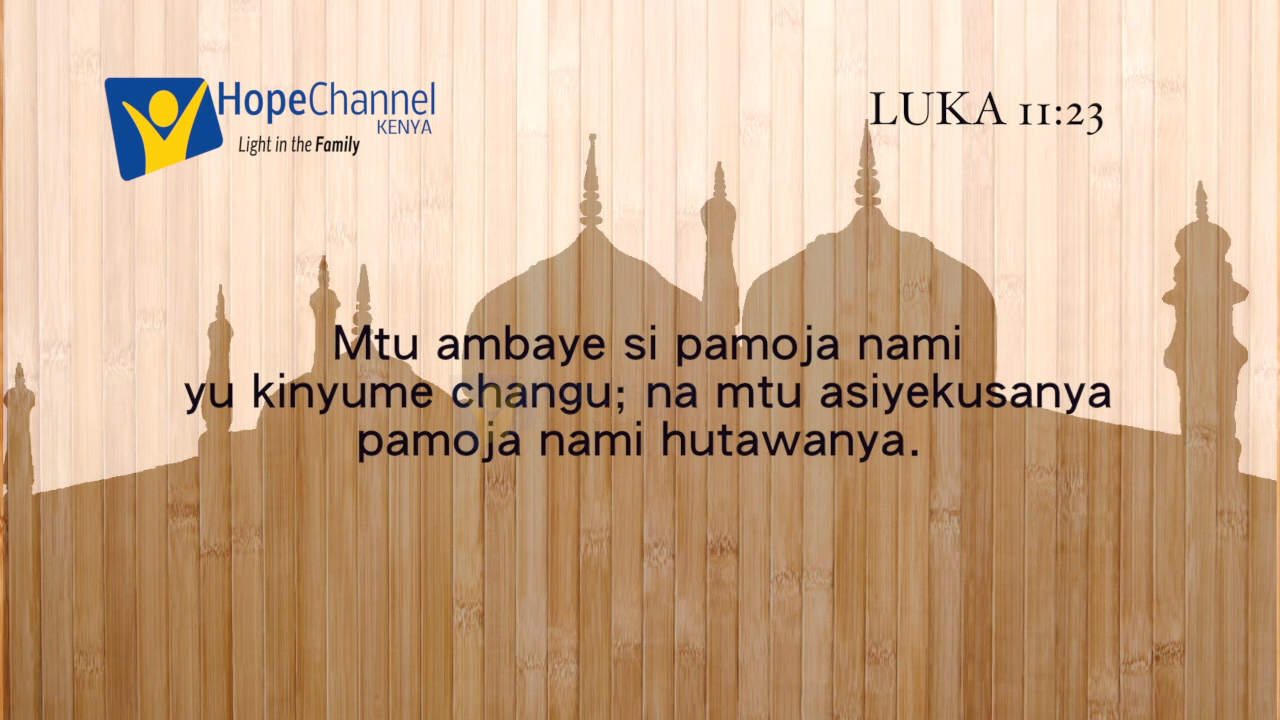 HopeChannel
KENYA
Light in the Family
LUKA 11:23
Mtu ambaye si pamoja nami
yu kinyume changu; na mtu asiyekusanya
pamoja nami hutawanya.